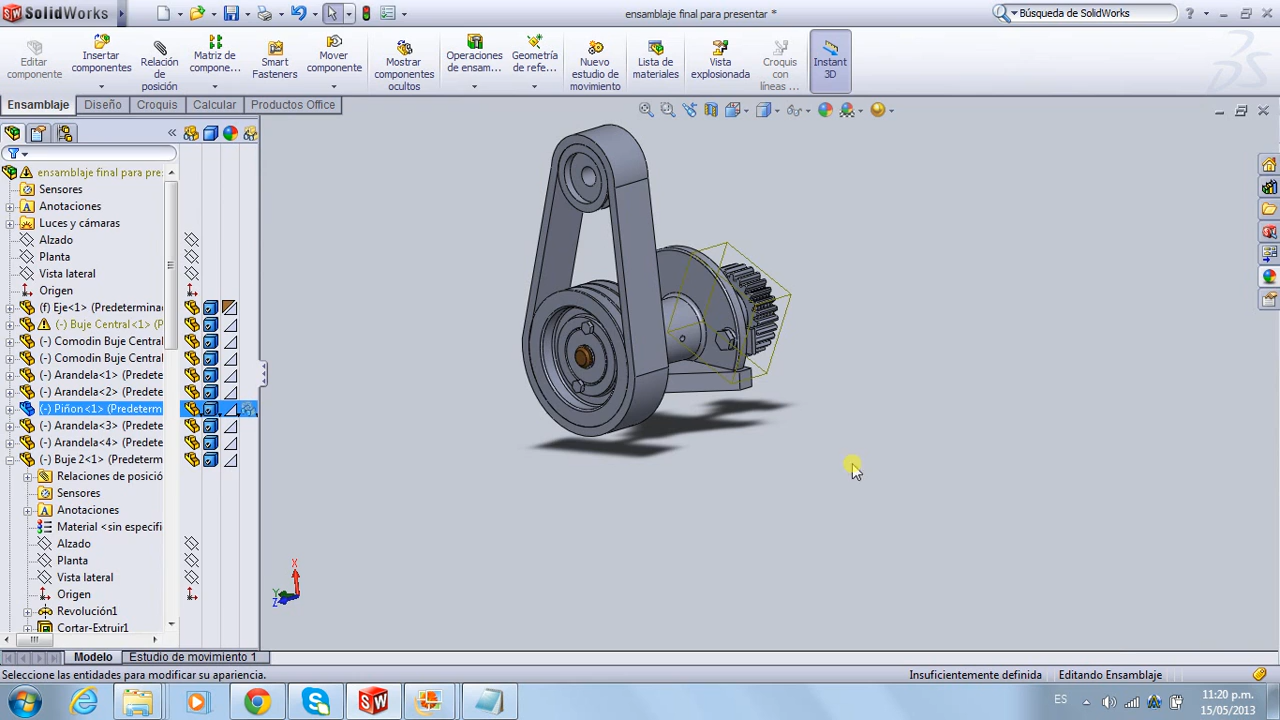 SolidWorks
ensamblaje final para presentar *
Búsqueda de SolidWorks
Editar componente
Insertar componentes
Relación de posición
Matriz de compone...
Smart Fasteners
Mover componente
Mostrar componentes ocultos
Operaciones de ensam...
Geometría de refe...
Nuevo estudio de movimiento
Lista de materiales
Vista explosionada
Croquis con líneas ...
Instant 3D
Ensamblaje
Diseño
Croquis
Calcular
Productos Office
ensamblaje final para pre:
Sensores
Anotaciones
Luces y cámaras
Alzado
Planta
Vista lateral
Origen
(f) Eje<1> (Predetermina
(-) Buje Central<1> (P
(-) Comodin Buje Central
(-) Comodin Buje Central
(-) Arandela<1> (Predete
(-) Arandela<2> (Predete
(-) Piñon<1> (Predeterm
(-) Arandela<3> (Predete
(-) Arandela<4> (Predete
(-) Buje 2<1> (Predeterm
Relaciones de posició
Sensores
Anotaciones
Material <sin especifi
Alzado
Planta
Vista lateral
Origen
Revolución1
Cortar-Extruir1
X
Y
Z
Modelo
Estudio de movimiento 1
Seleccione las entidades para modificar su apariencia.
Insuficientemente definida
Editando Ensamblaje
ES
11:20 p.m.
15/05/2013